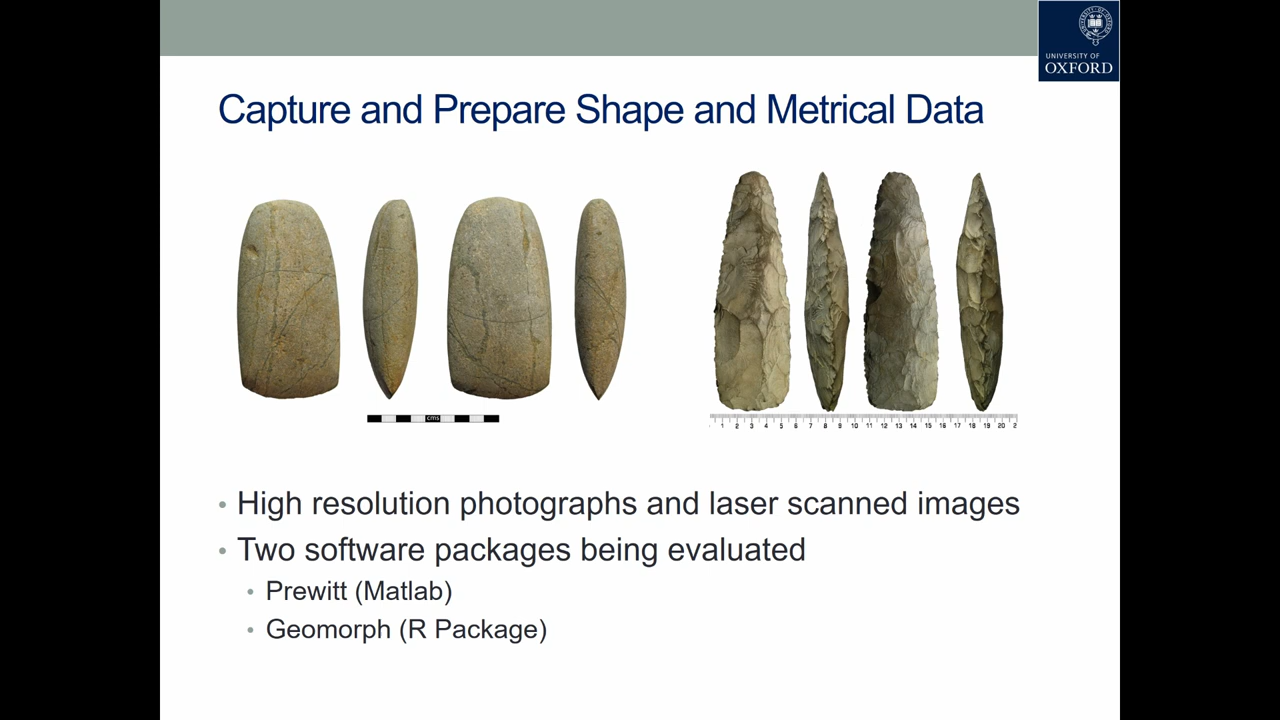 UNIVERSITY OF
OXFORD
Capture and Prepare Shape and Metrical Data
cms
1 2 3 4 5 6 7 8 9 10 11 12 13 14 15 16 17 18 19 20 2
• High resolution photographs and laser scanned images
• Two software packages being evaluated
• Prewitt (Matlab)
• Geomorph (R Package)